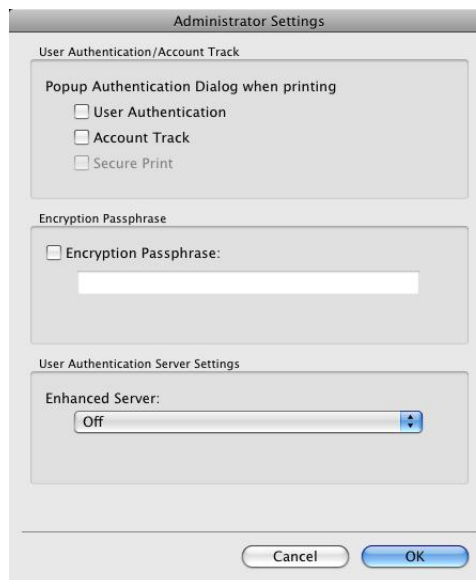 Administrator Settings
User Authentication/Account Track
Popup Authentication Dialog when printing
User Authentication
Account Track
Secure Print
Encryption Passphrase
Encryption Passphrase:
User Authentication Server Settings
Enhanced Server:
Off
Cancel OK